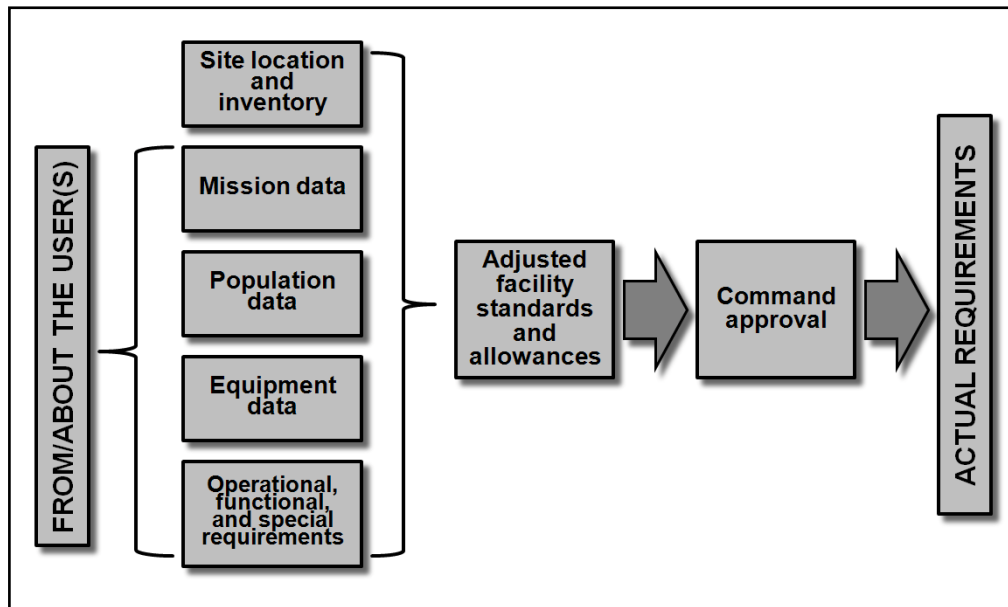 FROM/ABOUT THE USER(S)
Site location
and
inventory
Mission data
Population
data
Equipment
data
Operational,
functional,
and special
requirements
Adjusted
facility
standards
and
allowances
Command
approval
ACTUAL REQUIREMENTS